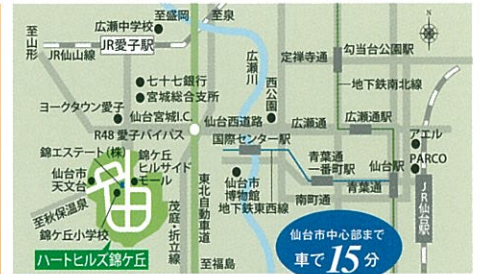 至盛岡
至泉
広瀬中学校
JR愛子駅
JR仙山線
至山形
七十七銀行
宮城総合支所
ヨークタウン愛子
仙台宮城I.C.
仙台西道路
R48 愛子バイパス
広瀬川
西公園
定禅寺通
勾当台公園駅
地下鉄南北線
広瀬通
広瀬通駅
国際センター駅
アエル
PARCO
青葉通一番町駅
仙台駅
青葉通
南町通
JR仙台駅
仙台市博物館
地下鉄東西線
錦エステート(株)
錦ケ丘ヒルサイドモール
仙台市天文台
至秋保温泉
錦ケ丘小学校
ハートヒルズ錦ケ丘
茂庭・折立線
東北自動車道
至福島
仙台市中心部まで
車で15分